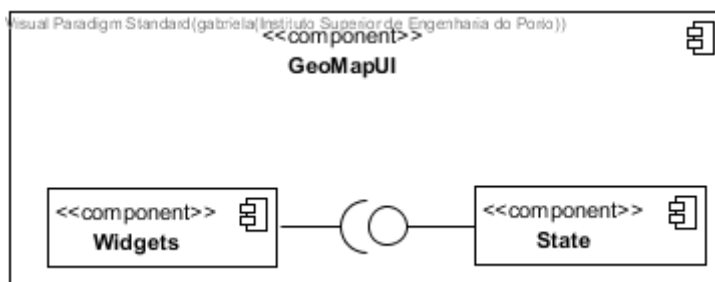 Visual Paradigm Standard(gabriela(Instituto Superior de Engenharia do Porto))
<<component>>
GeoMapUI
<<component>>
Widgets
<<component>>
State